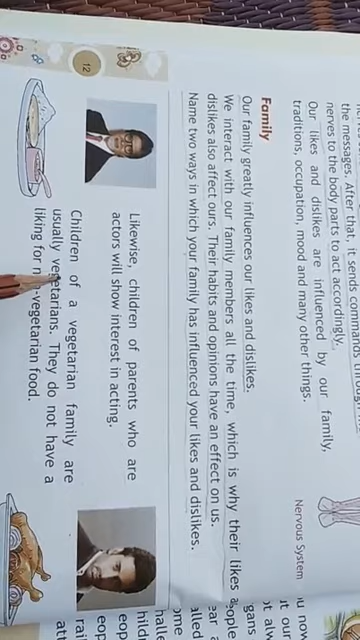 the messages. After that, it sends commands through
nerves to the body parts to act accordingly.
Nervous System
Our likes and dislikes are influenced by our family,
traditions, occupation, mood and many other things.
Family
Our family greatly influences our likes and dislikes.
We interact with our family members all the time, which is why their likes
dislikes also affect ours. Their habits and opinions have an effect on us.
Name two ways in which your family has influenced your likes and dislikes.
Likewise, children of parents who are
actors will show interest in acting.
Children of a vegetarian family are
usually vegetarians. They do not have a
liking for n -vegetarian food.
12